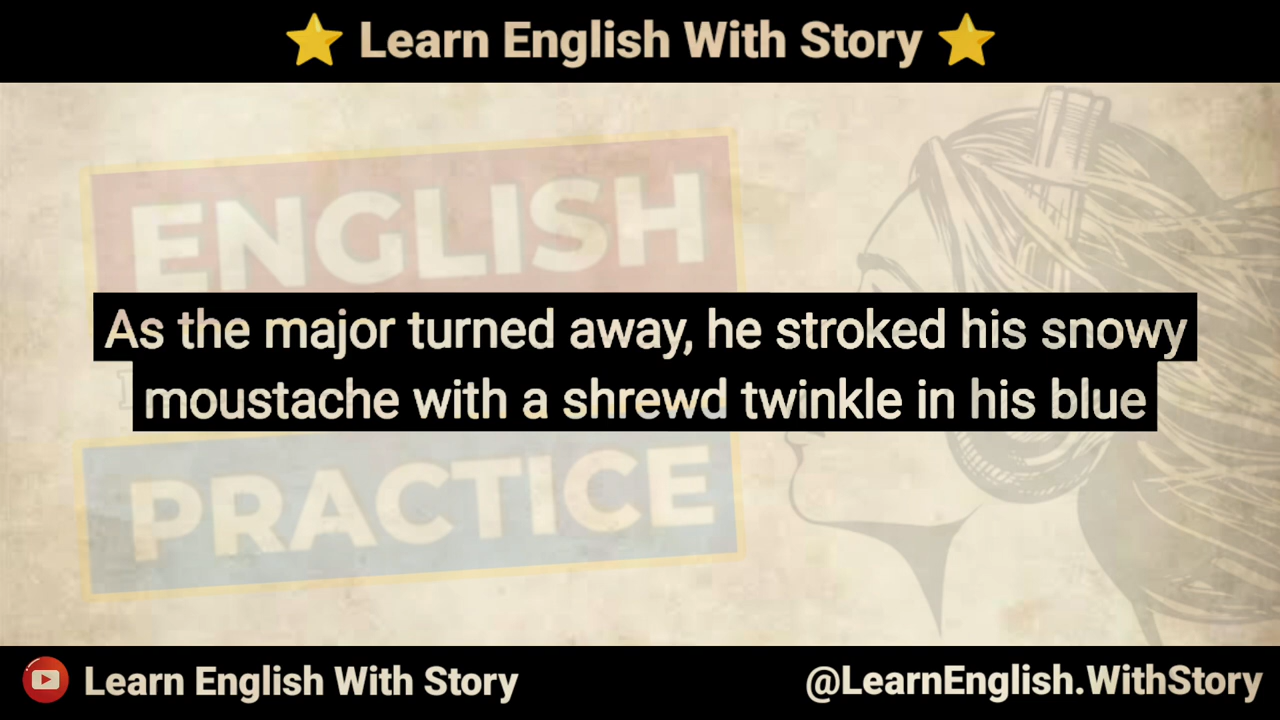 ⭐ Learn English With Story ⭐
ENGLISH
As the major turned away, he stroked his snowy
moustache with a shrewd twinkle in his blue
PRACTICE
Learn English With Story
@LearnEnglish.WithStory